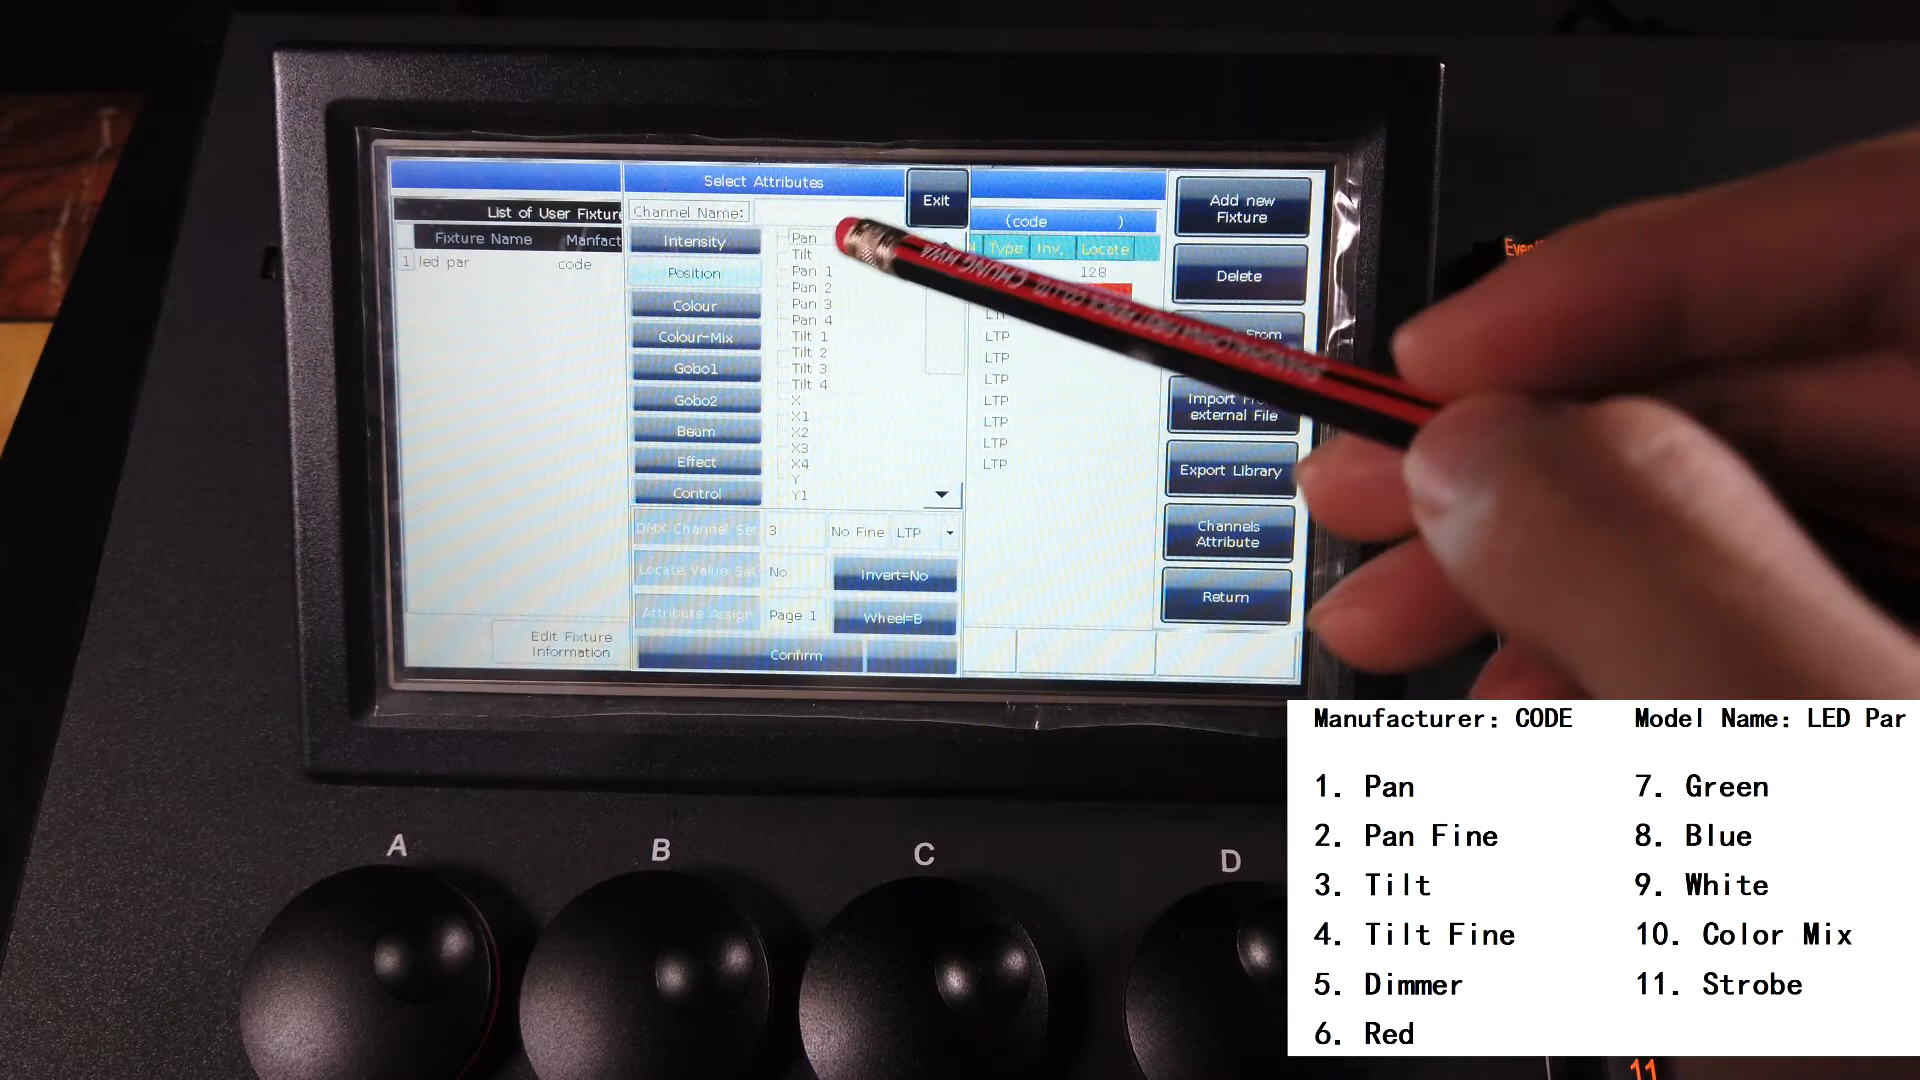 Select Attributes
Exit
List of User Fixture
Channel Name:
Fixture Name
Manfact
1 led par
code
(code )
Type Inv. Locate
128
LTP
LTP
LTP
LTP
LTP
LTP
LTP
LTP
Intensity
Position
Colour
Colour-Mix
Gobo1
Gobo2
Beam
Effect
Control
Pan
Tilt
Pan 1
Pan 2
Pan 3
Pan 4
Tilt 1
Tilt 2
Tilt 3
Tilt 4
X
X1
X2
X3
X4
Y
Y1
DMX Channel Set
3
No Fine
LTP
Locate Value Set
No
Invert=No
Attribute Assign
Page 1
Wheel=B
Confirm
Edit Fixture
Information
Add new
Fixture
Delete
From
Import
external File
Export Library
Channels
Attribute
Return
CHUNG HWA
A
B
C
D
11
Manufacturer: CODE
Model Name: LED Par
1. Pan
2. Pan Fine
3. Tilt
4. Tilt Fine
5. Dimmer
6. Red
7. Green
8. Blue
9. White
10. Color Mix
11. Strobe